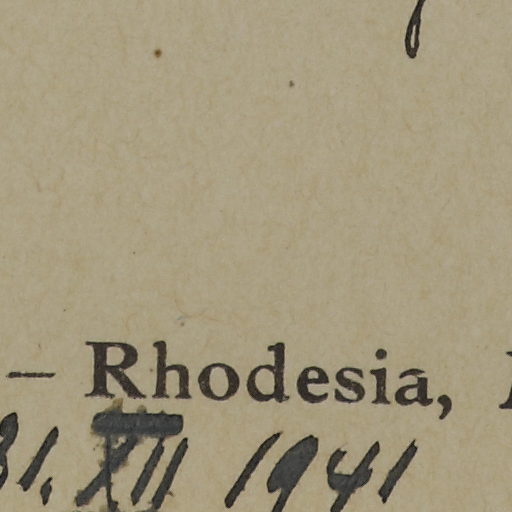 – Rhodesia,
31. XII 1941